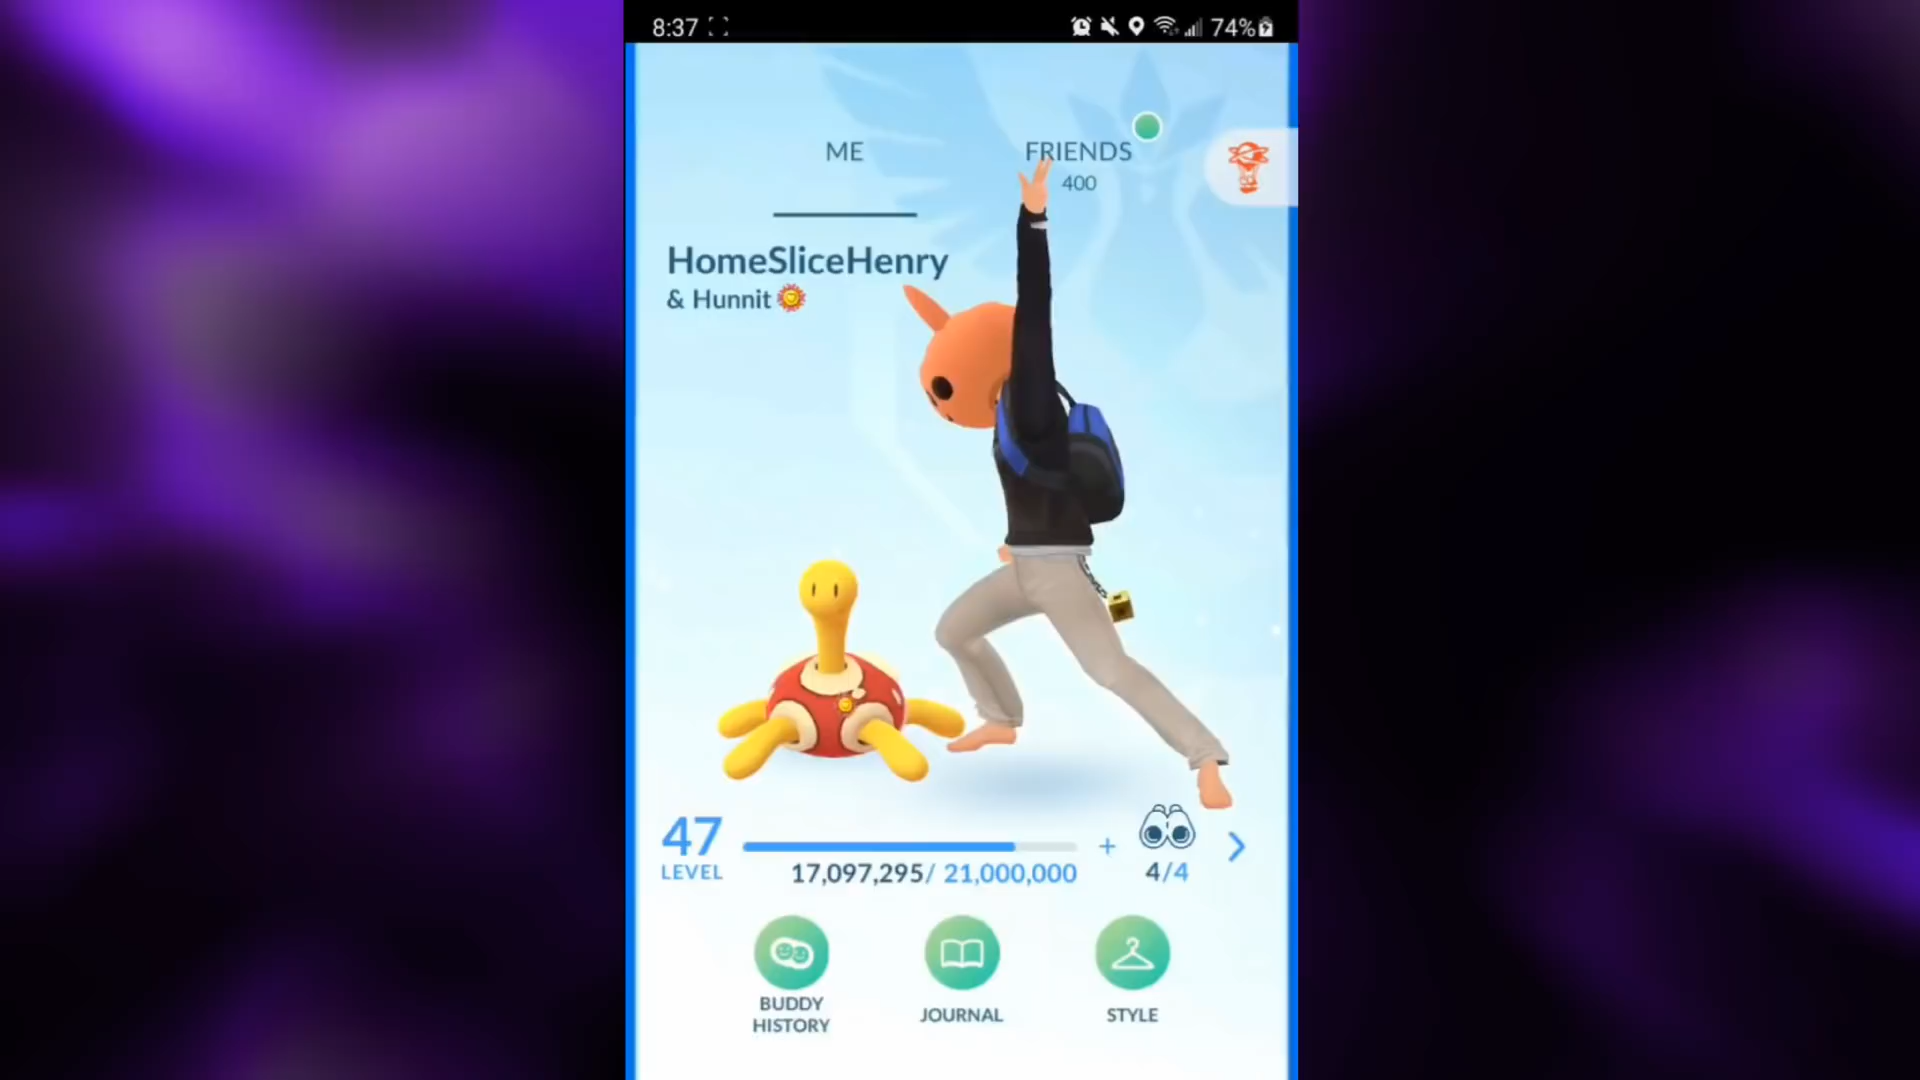 8:37
74%
ME
FRIENDS
400
HomeSliceHenry
& Hunnit
47
LEVEL
17,097,295/ 21,000,000
+
4/4
BUDDY
HISTORY
JOURNAL
STYLE